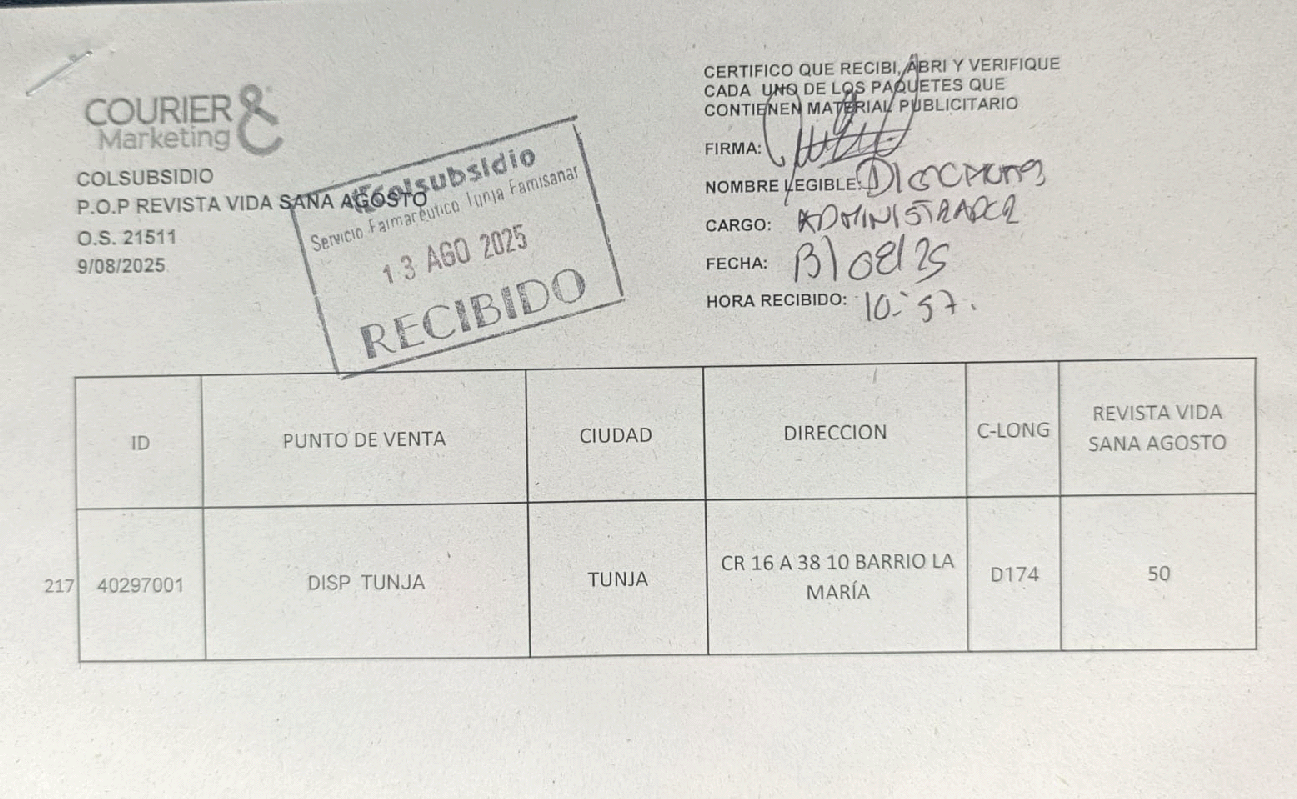 COURIER &
Marketing
COLSUBSIDIO
P.O.P REVISTA VIDA SANA AGOSTO
O.S. 21511
9/08/2025
Colsubsidio
Servicio Farmaceutico Tunja Famisanar
13 AGO 2025
RECIBIDO
CERTIFICO QUE RECIBI, ABRI Y VERIFIQUE
CADA UNO DE LOS PAQUETES QUE
CONTIENEN MATERIAL PUBLICITARIO
FIRMA:
NOMBRE LEGIBLE:
CARGO: ADMINISTRADOR
FECHA: 13/08/25
HORA RECIBIDO: 10:57.
ID PUNTO DE VENTA CIUDAD DIRECCION C-LONG REVISTA VIDA
SANA AGOSTO
217 40297001 DISP TUNJA TUNJA CR 16 A 38 10 BARRIO LA D174 50
MARÍA